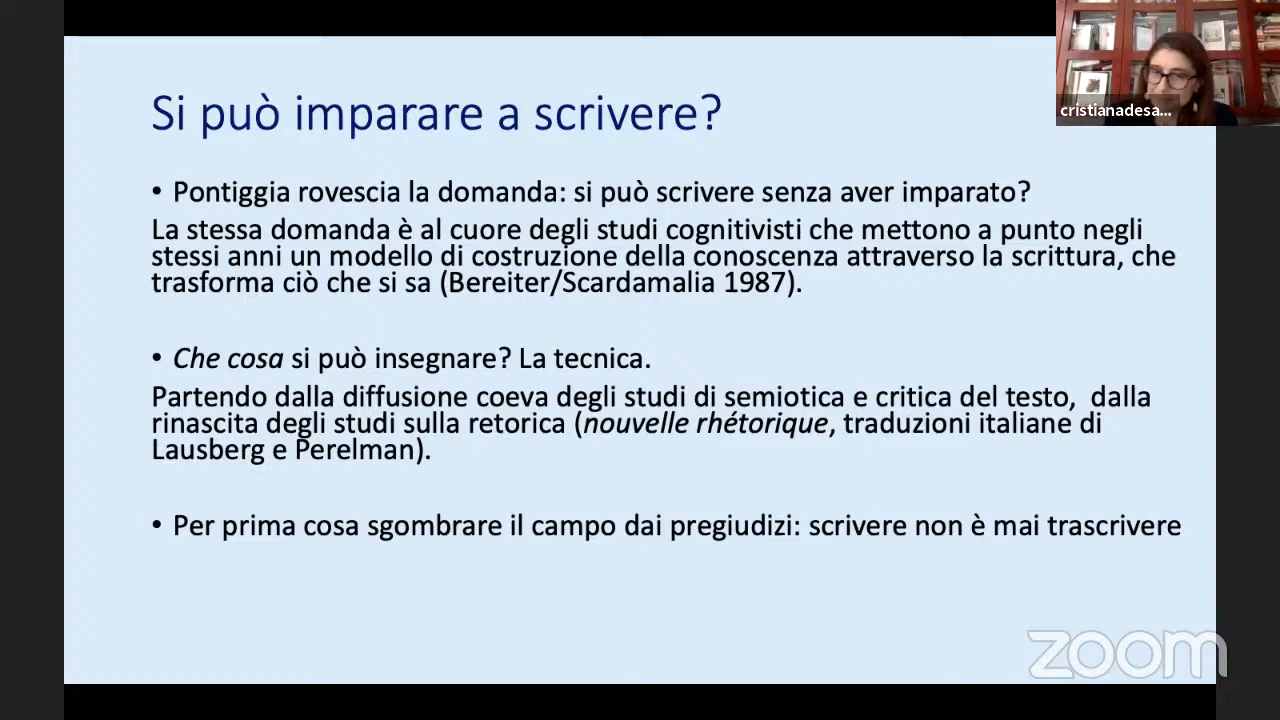 Si può imparare a scrivere?
cristianadesa...
• Pontiggia rovescia la domanda: si può scrivere senza aver imparato?
La stessa domanda è al cuore degli studi cognitivisti che mettono a punto negli
stessi anni un modello di costruzione della conoscenza attraverso la scrittura, che
trasforma ciò che si sa (Bereiter/Scardamalia 1987).
• Che cosa si può insegnare? La tecnica.
Partendo dalla diffusione coeva degli studi di semiotica e critica del testo, dalla
rinascita degli studi sulla retorica (nouvelle rhétorique, traduzioni italiane di
Lausberg e Perelman).
• Per prima cosa sgombrare il campo dai pregiudizi: scrivere non è mai trascrivere
zoom